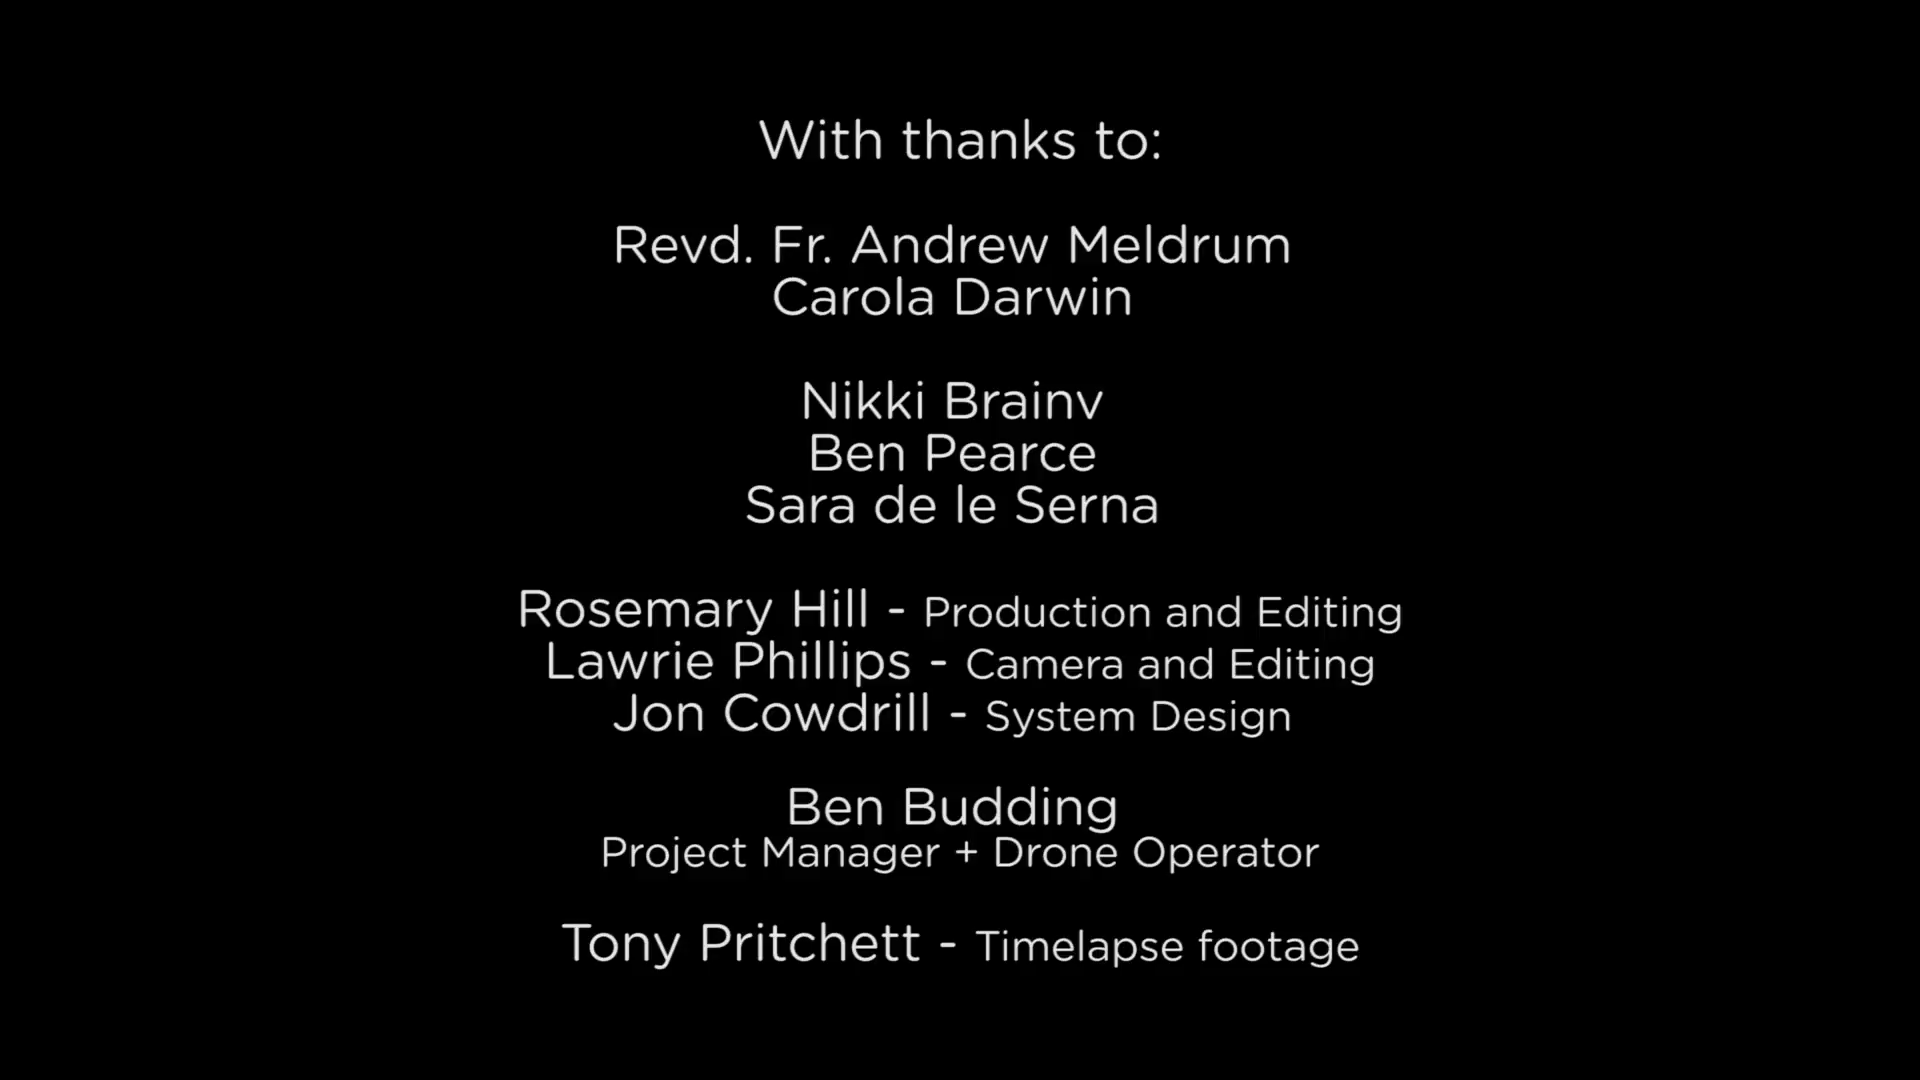 With thanks to:
Revd. Fr. Andrew Meldrum
Carola Darwin
Nikki Brainv
Ben Pearce
Sara de le Serna
Rosemary Hill - Production and Editing
Lawrie Phillips - Camera and Editing
Jon Cowdrill - System Design
Ben Budding
Project Manager + Drone Operator
Tony Pritchett - Timelapse footage